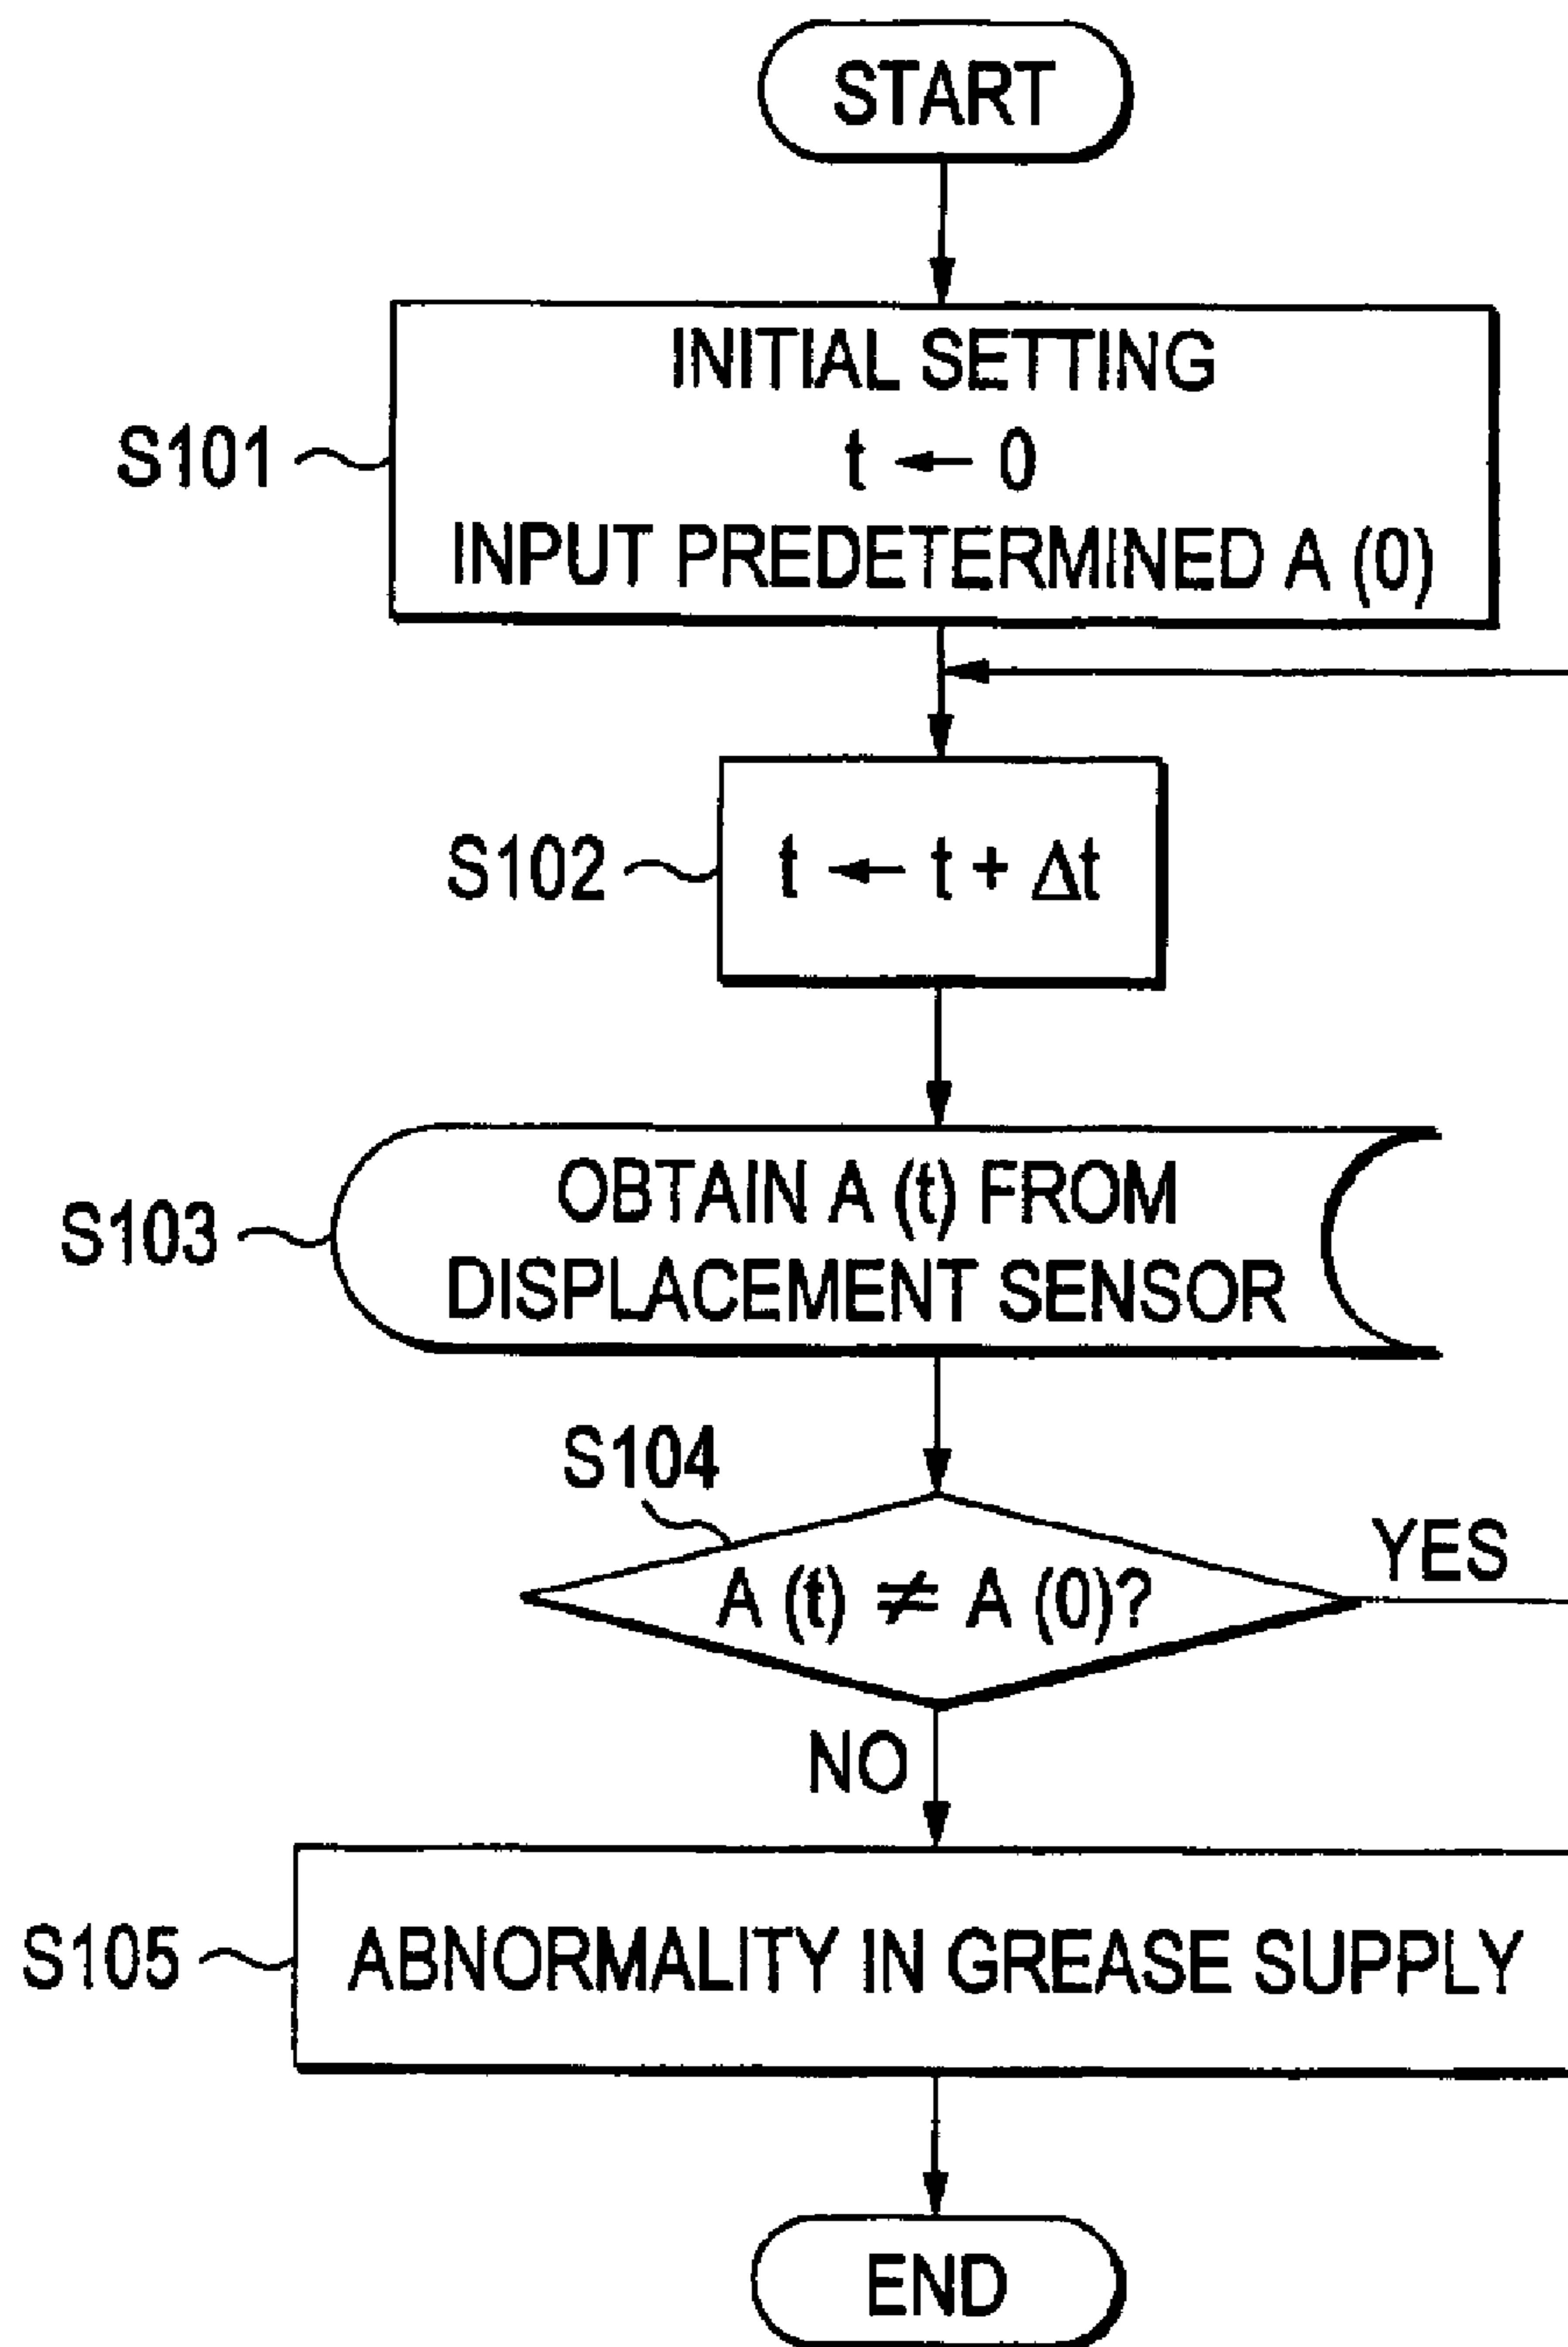 START
INITIAL SETTING
S101
t ← 0
INPUT PREDETERMINED A (0)
S102
t ← t + Δt
OBTAIN A (t) FROM
S103
DISPLACEMENT SENSOR
S104
YES
A (t) ≠ A (0)?
NO
S105
ABNORMALITY IN GREASE SUPPLY
END